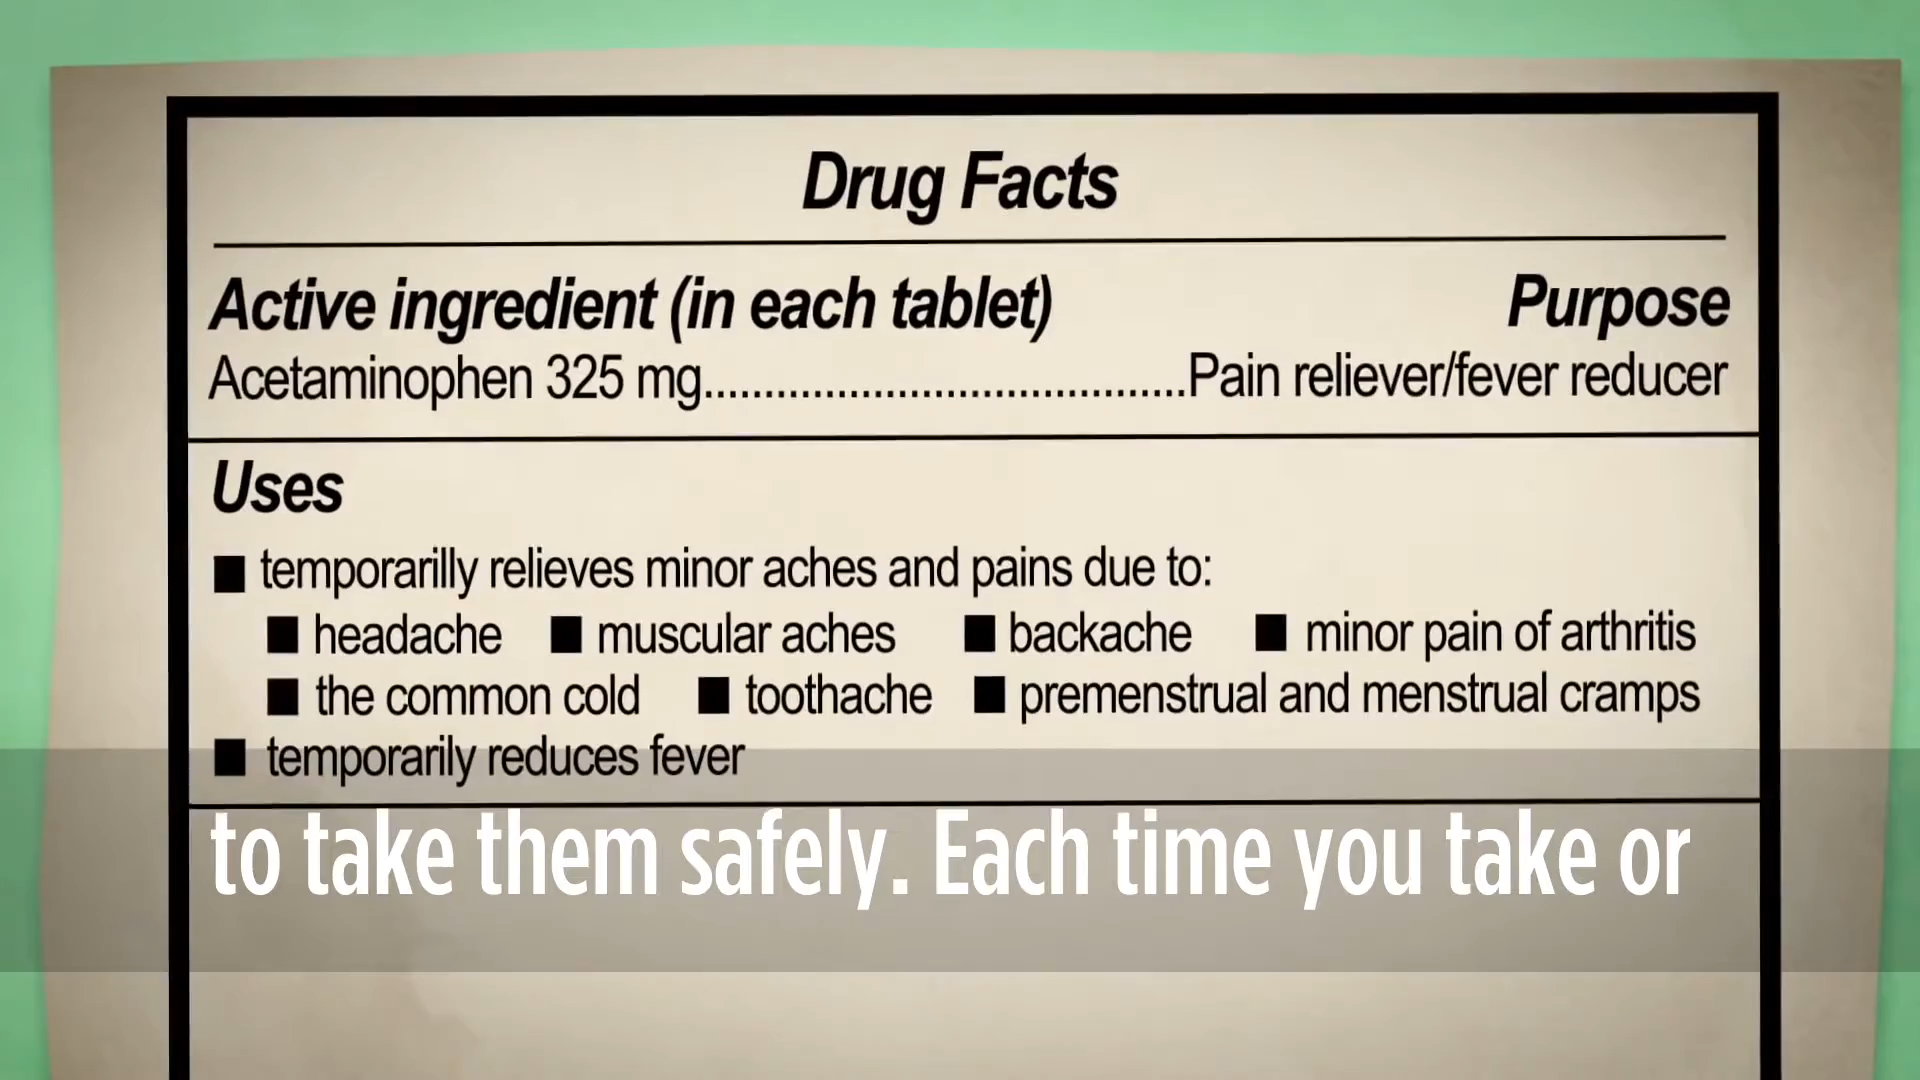 Drug Facts
Active ingredient (in each tablet) Purpose
Acetaminophen 325 mg........................................Pain reliever/fever reducer
Uses
■ temporarilly relieves minor aches and pains due to:
■ headache ■ muscular aches ■ backache ■ minor pain of arthritis
■ the common cold ■ toothache ■ premenstrual and menstrual cramps
■ temporarily reduces fever
to take them safely. Each time you take or